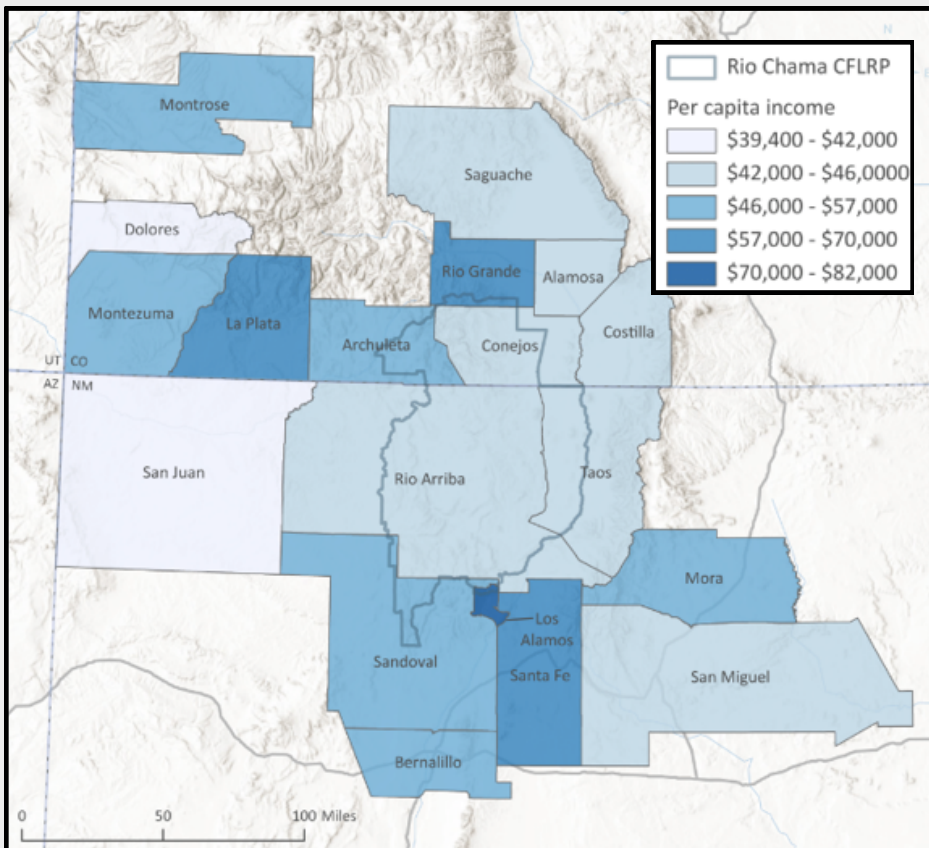 Rio Chama CFLRP
Per capita income
$39,400 - $42,000
$42,000 - $46,0000
$46,000 - $57,000
$57,000 - $70,000
$70,000 - $82,000
Montrose
Saguache
Dolores
Rio Grande
Alamosa
Montezuma
La Plata
Archuleta
Conejos
Costilla
UT CO
AZ NM
San Juan
Rio Arriba
Taos
Mora
Los
Alamos
Sandoval
Santa Fe
San Miguel
Bernalillo
0 50 100 Miles